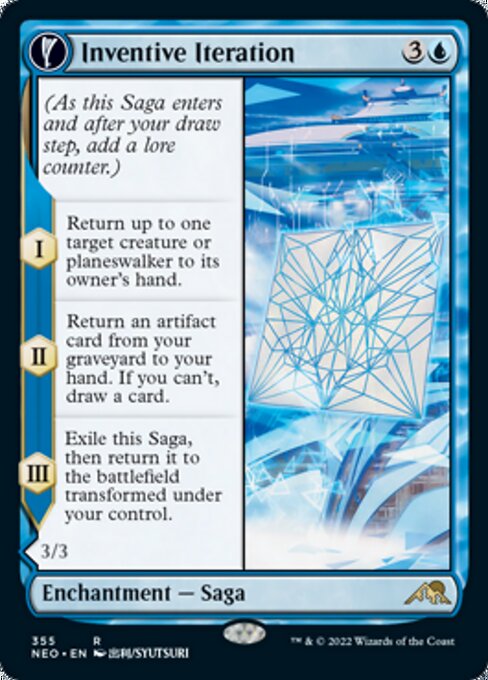 Inventive Iteration 3
(As this Saga enters
and after your draw
step, add a lore
counter.)
I
Return up to one
target creature or
planeswalker to its
owner's hand.
II
Return an artifact
card from your
graveyard to your
hand. If you can't,
draw a card.
III
Exile this Saga,
then return it to
the battlefield
transformed under
your control.
3/3
Enchantment — Saga
355 R
NEO • EN 出利/SYUTSURI
™ & © 2022 Wizards of the Coast